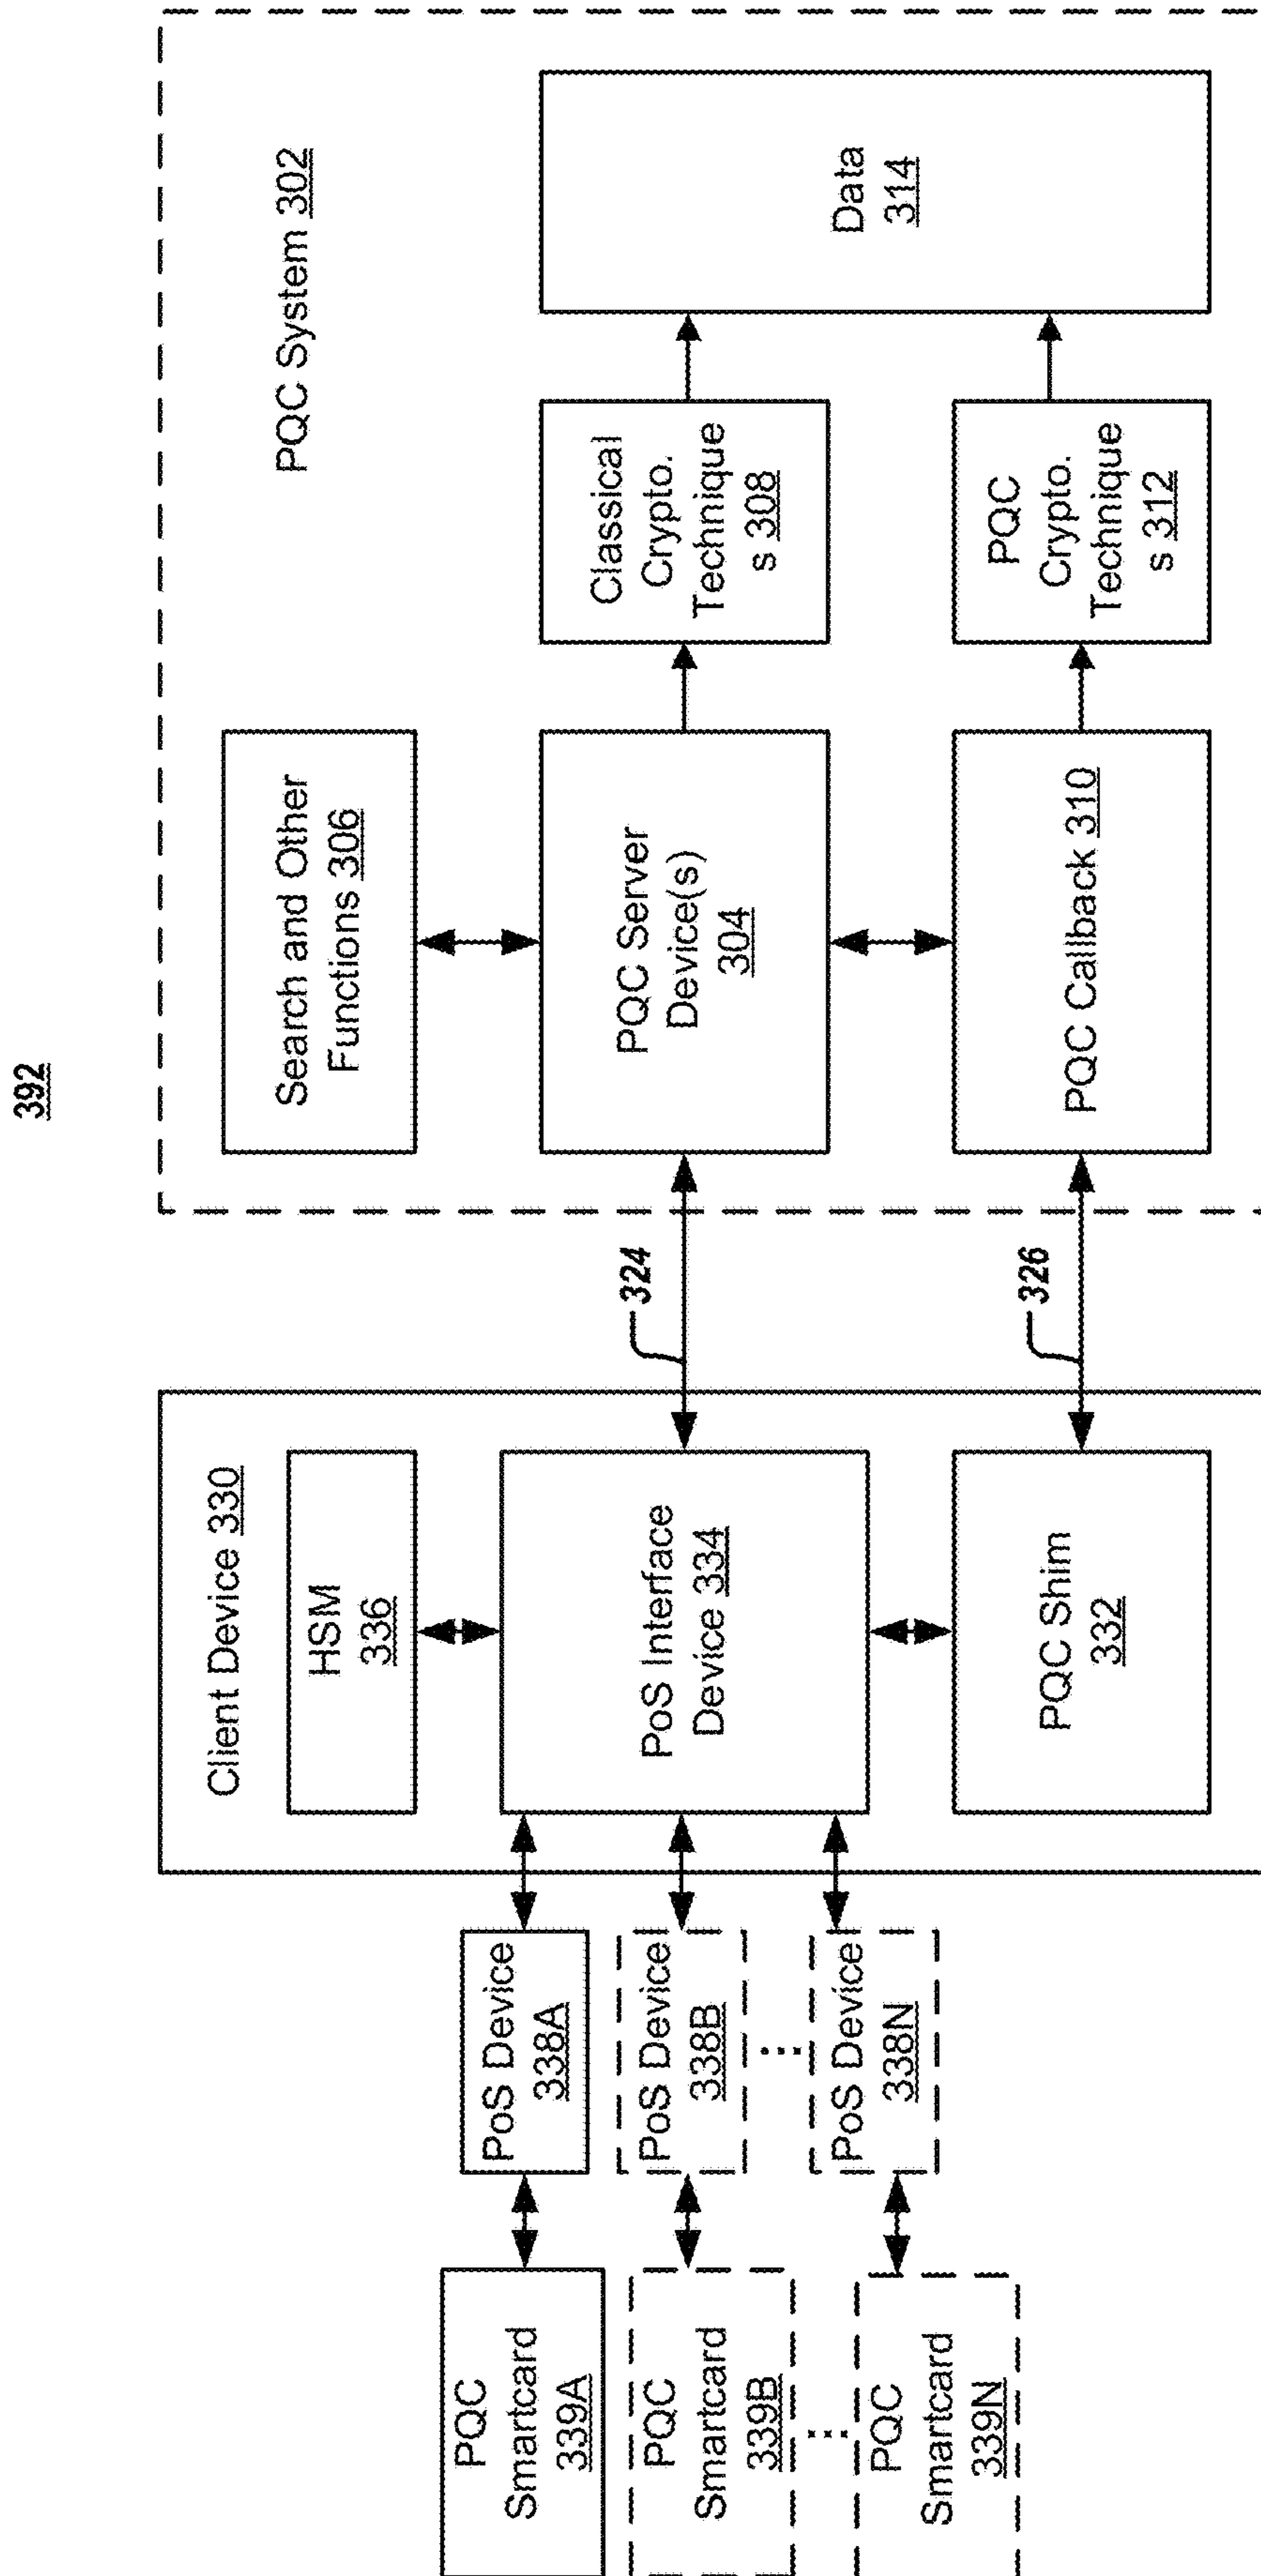 392
PQC System 302
Search and Other
Functions 306
PQC Server
Device(s)
304
PQC Callback 310
Classical
Crypto.
Technique
s 308
PQC
Crypto.
Technique
s 312
Data
314
324
326
Client Device 330
HSM
336
PoS Interface
Device 334
PQC Shim
332
PoS Device
338A
PoS Device
338B
...
PoS Device
338N
PQC
Smartcard
339A
PQC
Smartcard
339B
...
PQC
Smartcard
339N